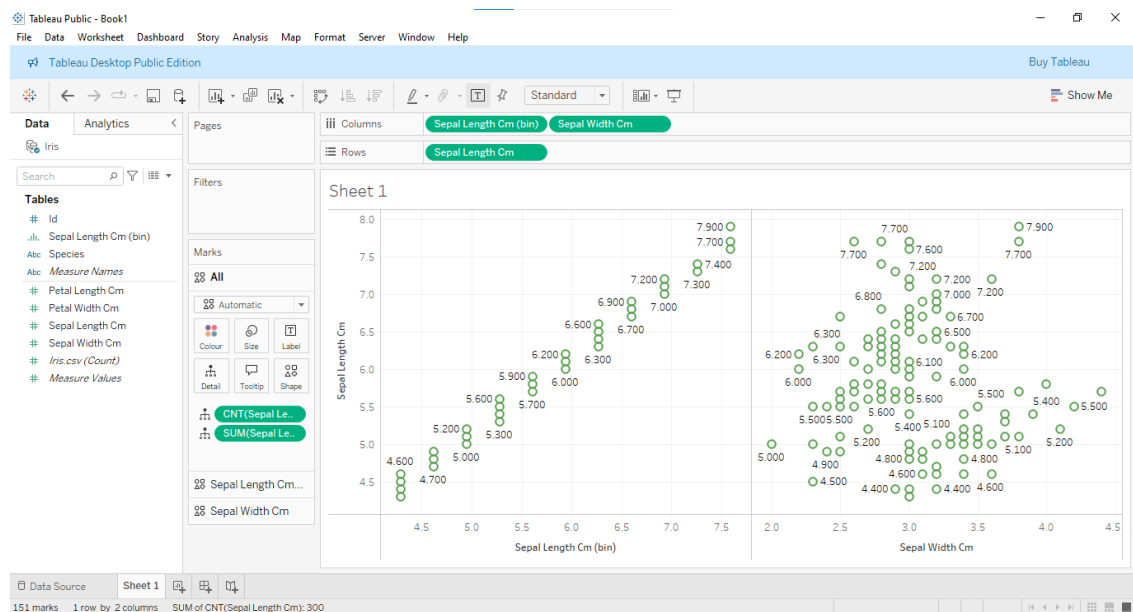 Tableau Public - Book1
File Data Worksheet Dashboard Story Analysis Map Format Server Window Help
Tableau Desktop Public Edition
Buy Tableau
Standard
Show Me
Data Analytics
Iris
Search
Tables
# Id
Sepal Length Cm (bin)
Abc Species
Abc Measure Names
# Petal Length Cm
# Petal Width Cm
# Sepal Length Cm
# Sepal Width Cm
# Iris.csv (Count)
# Measure Values
Pages
Filters
Marks
All
Automatic
Colour Size Label
Detail Tooltip Shape
CNT(Sepal Le..
SUM(Sepal Le..
Sepal Length Cm...
Sepal Width Cm
Columns Sepal Length Cm (bin) Sepal Width Cm
Rows Sepal Length Cm
Sheet 1
Sepal Length Cm
8.0
7.5
7.0
6.5
6.0
5.5
5.0
4.5
7.900
7.700
7.400
7.200
7.300
6.900
7.000
6.600
6.700
6.200
6.300
5.900
6.000
5.600
5.700
5.200
5.300
4.600
5.000
4.700
4.5 5.0 5.5 6.0 6.5 7.0 7.5
Sepal Length Cm (bin)
7.700 7.900
7.700 7.600 7.700
7.200
7.200
6.800 7.000 7.200
6.700
6.300 6.500
6.200 6.300 6.100 6.200
6.000 6.000
5.500 5.400
5.600 5.600 5.500
5.500 5.500 5.400 5.100
5.200 5.200
5.000 4.800 4.800 5.100
4.900 4.600
4.500 4.400 4.400 4.600
2.0 2.5 3.0 3.5 4.0 4.5
Sepal Width Cm
Data Source Sheet 1
151 marks 1 row by 2 columns SUM of CNT(Sepal Length Cm): 300